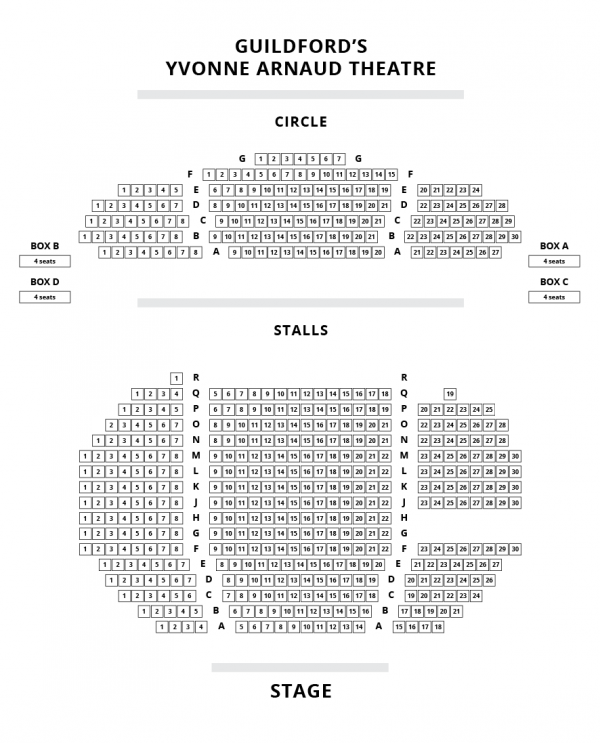 GUILDFORD'S
YVONNE ARNAUD THEATRE
CIRCLE
G 1 2 3 4 5 6 7 G
F 1 2 3 4 5 6 7 8 9 10 11 12 13 14 15 F
1 2 3 4 5 E 6 7 8 9 10 11 12 13 14 15 16 17 18 19 E 20 21 22 23 24
1 2 3 4 5 6 7 D 8 9 10 11 12 13 14 15 16 17 18 19 20 21 D 22 23 24 25 26 27 28
1 2 3 4 5 6 7 8 C 9 10 11 12 13 14 15 16 17 18 19 20 21 C 22 23 24 25 26 27 28 29
1 2 3 4 5 6 7 8 B 9 10 11 12 13 14 15 16 17 18 19 20 21 B 22 23 24 25 26 27 28 29 30
1 2 3 4 5 6 7 8 A 9 10 11 12 13 14 15 16 17 18 19 20 A 21 22 23 24 25 26 27
BOX B
4 seats
BOX D
4 seats
BOX A
4 seats
BOX C
4 seats
STALLS
1 R R
1 2 3 4 Q 5 6 7 8 9 10 11 12 13 14 15 16 17 18 Q 19
1 2 3 4 5 P 6 7 8 9 10 11 12 13 14 15 16 17 18 19 P 20 21 22 23 24 25
2 3 4 5 6 7 O 8 9 10 11 12 13 14 15 16 17 18 19 20 21 O 22 23 24 25 26 27 28
1 2 3 4 5 6 7 N 8 9 10 11 12 13 14 15 16 17 18 19 20 21 N 22 23 24 25 26 27 28
1 2 3 4 5 6 7 8 M 9 10 11 12 13 14 15 16 17 18 19 20 21 22 M 23 24 25 26 27 28 29 30
1 2 3 4 5 6 7 8 L 9 10 11 12 13 14 15 16 17 18 19 20 21 22 L 23 24 25 26 27 28 29 30
1 2 3 4 5 6 7 8 K 9 10 11 12 13 14 15 16 17 18 19 20 21 22 K 23 24 25 26 27 28 29 30
1 2 3 4 5 6 7 8 J 9 10 11 12 13 14 15 16 17 18 19 20 21 22 J 23 24 25 26 27 28 29 30
1 2 3 4 5 6 7 8 H 9 10 11 12 13 14 15 16 17 18 19 20 21 22 H
1 2 3 4 5 6 7 8 G 9 10 11 12 13 14 15 16 17 18 19 20 21 22 G
1 2 3 4 5 6 7 8 F 9 10 11 12 13 14 15 16 17 18 19 20 21 22 F 23 24 25 26 27 28 29 30
1 2 3 4 5 6 7 E 8 9 10 11 12 13 14 15 16 17 18 19 20 E 21 22 23 24 25 26 27
1 2 3 4 5 6 7 D 8 9 10 11 12 13 14 15 16 17 18 19 D 20 21 22 23 24 25 26
1 2 3 4 5 6 C 7 8 9 10 11 12 13 14 15 16 17 18 C 19 20 21 22 23 24
1 2 3 4 5 B 6 7 8 9 10 11 12 13 14 15 16 B 17 18 19 20 21
1 2 3 4 A 5 6 7 8 9 10 11 12 13 14 A 15 16 17 18
STAGE